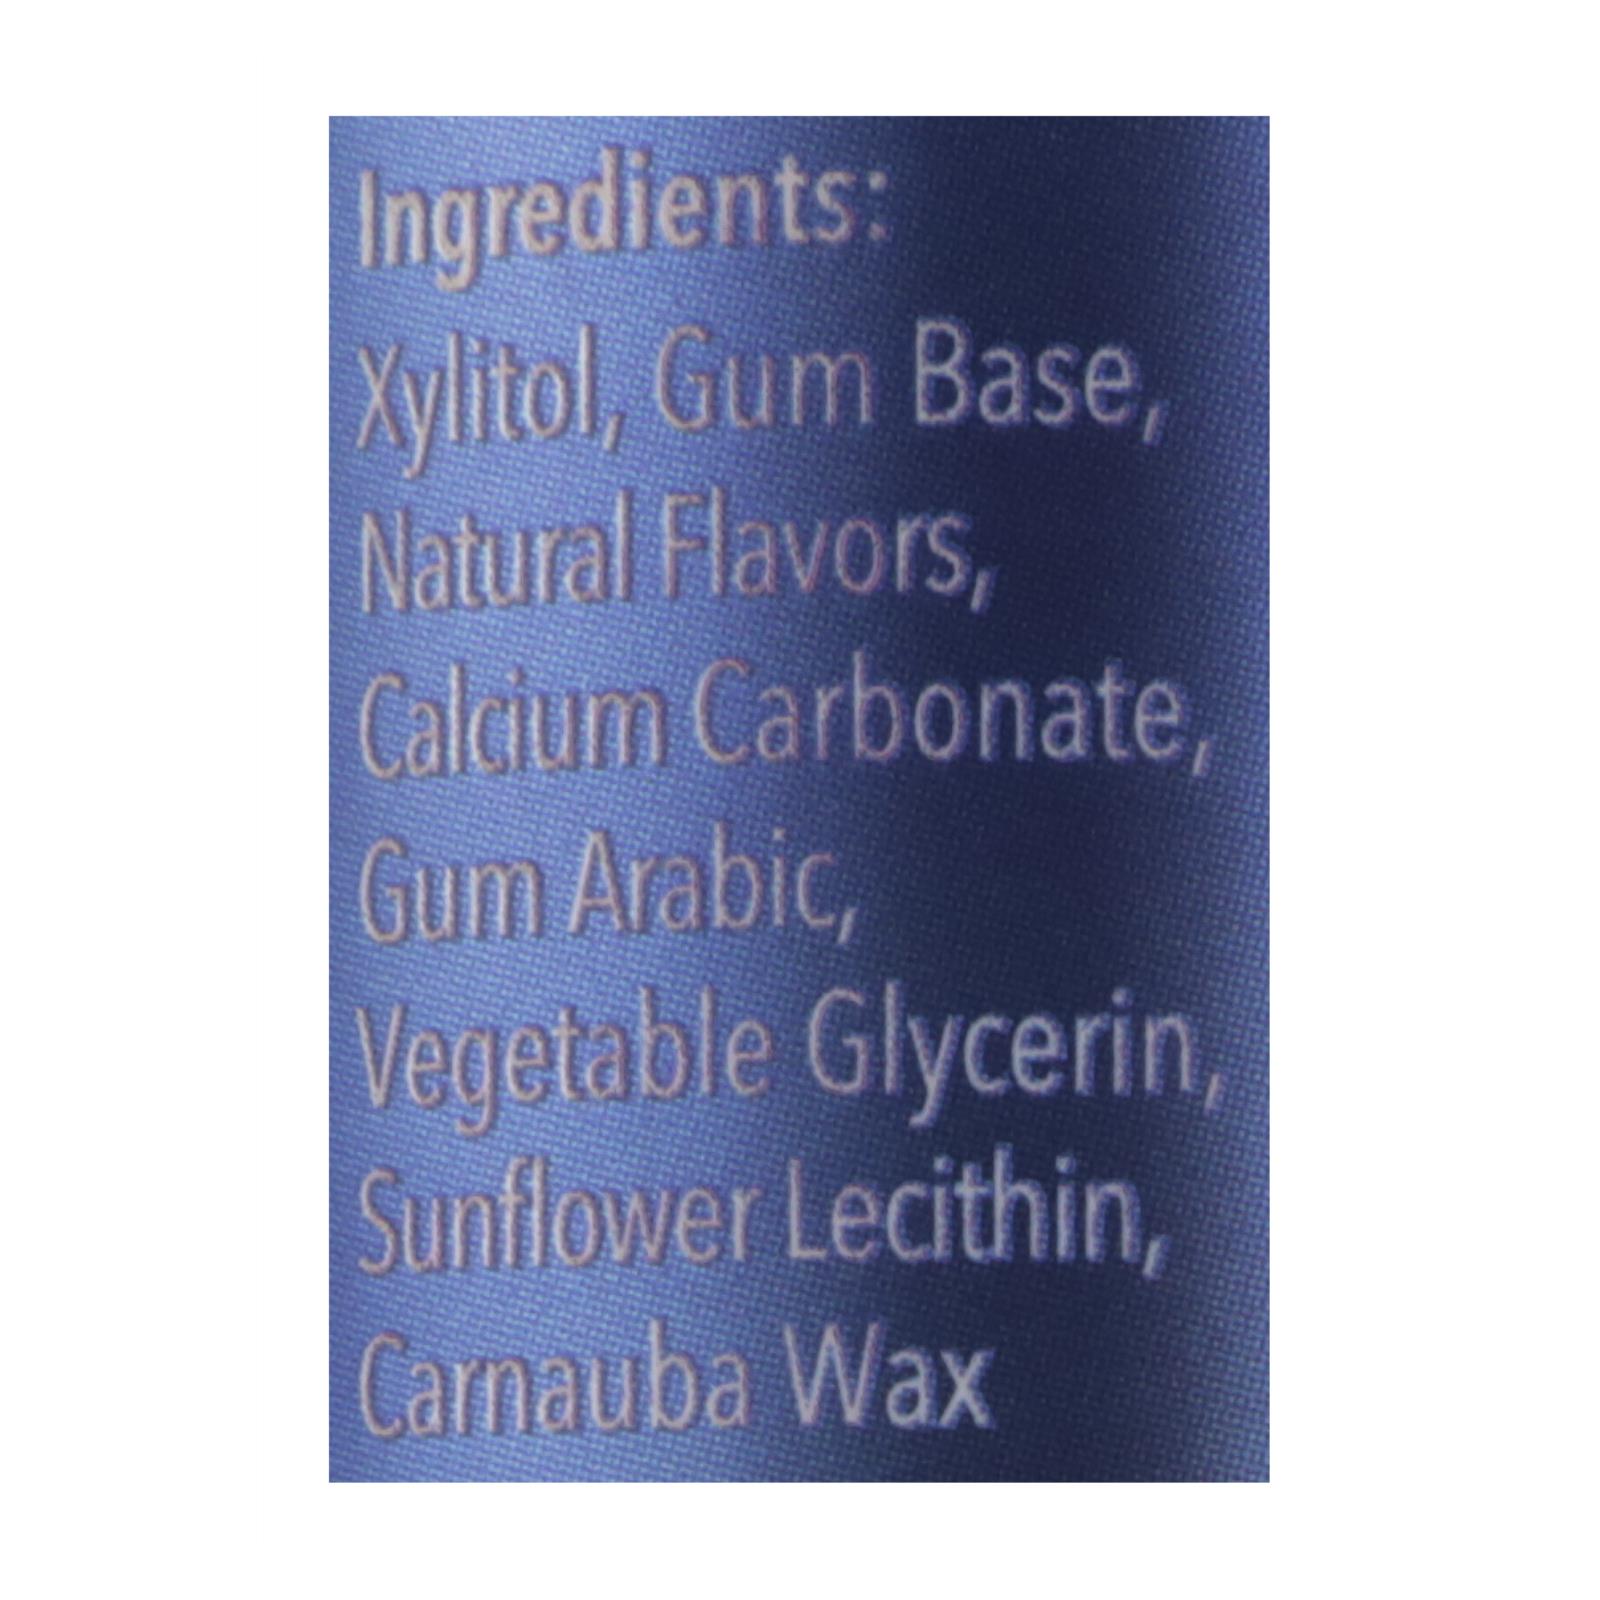 Ingredients:
Xylitol, Gum Base,
Natural Flavors,
Calcium Carbonate,
Gum Arabic,
Vegetable Glycerin,
Sunflower Lecithin,
Carnauba Wax